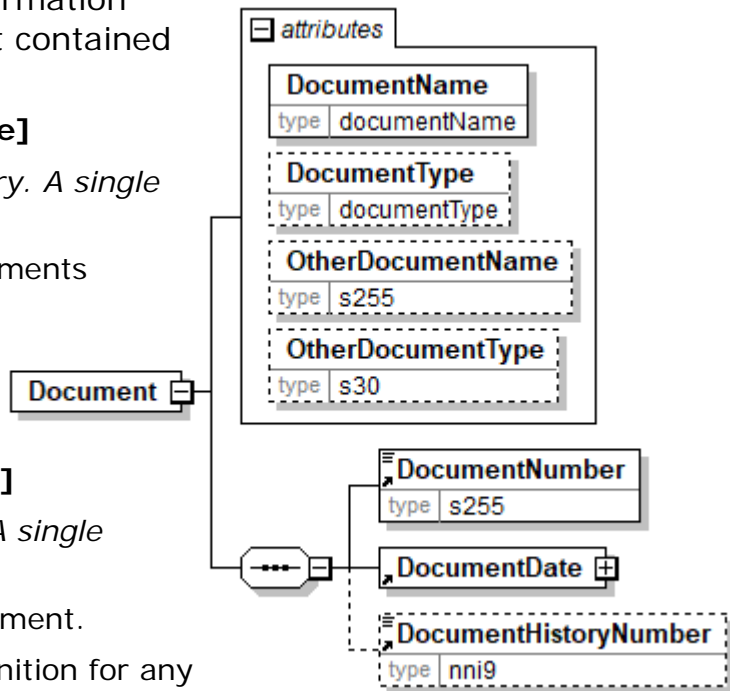 rmation
t contained
e]
ry. A single
ments
]
A single
ment.
nition for any
attributes
DocumentName
type documentName
DocumentType
type documentType
OtherDocumentName
type s255
OtherDocumentType
type s30
Document
DocumentNumber
type s255
DocumentDate
DocumentHistoryNumber
type nni9